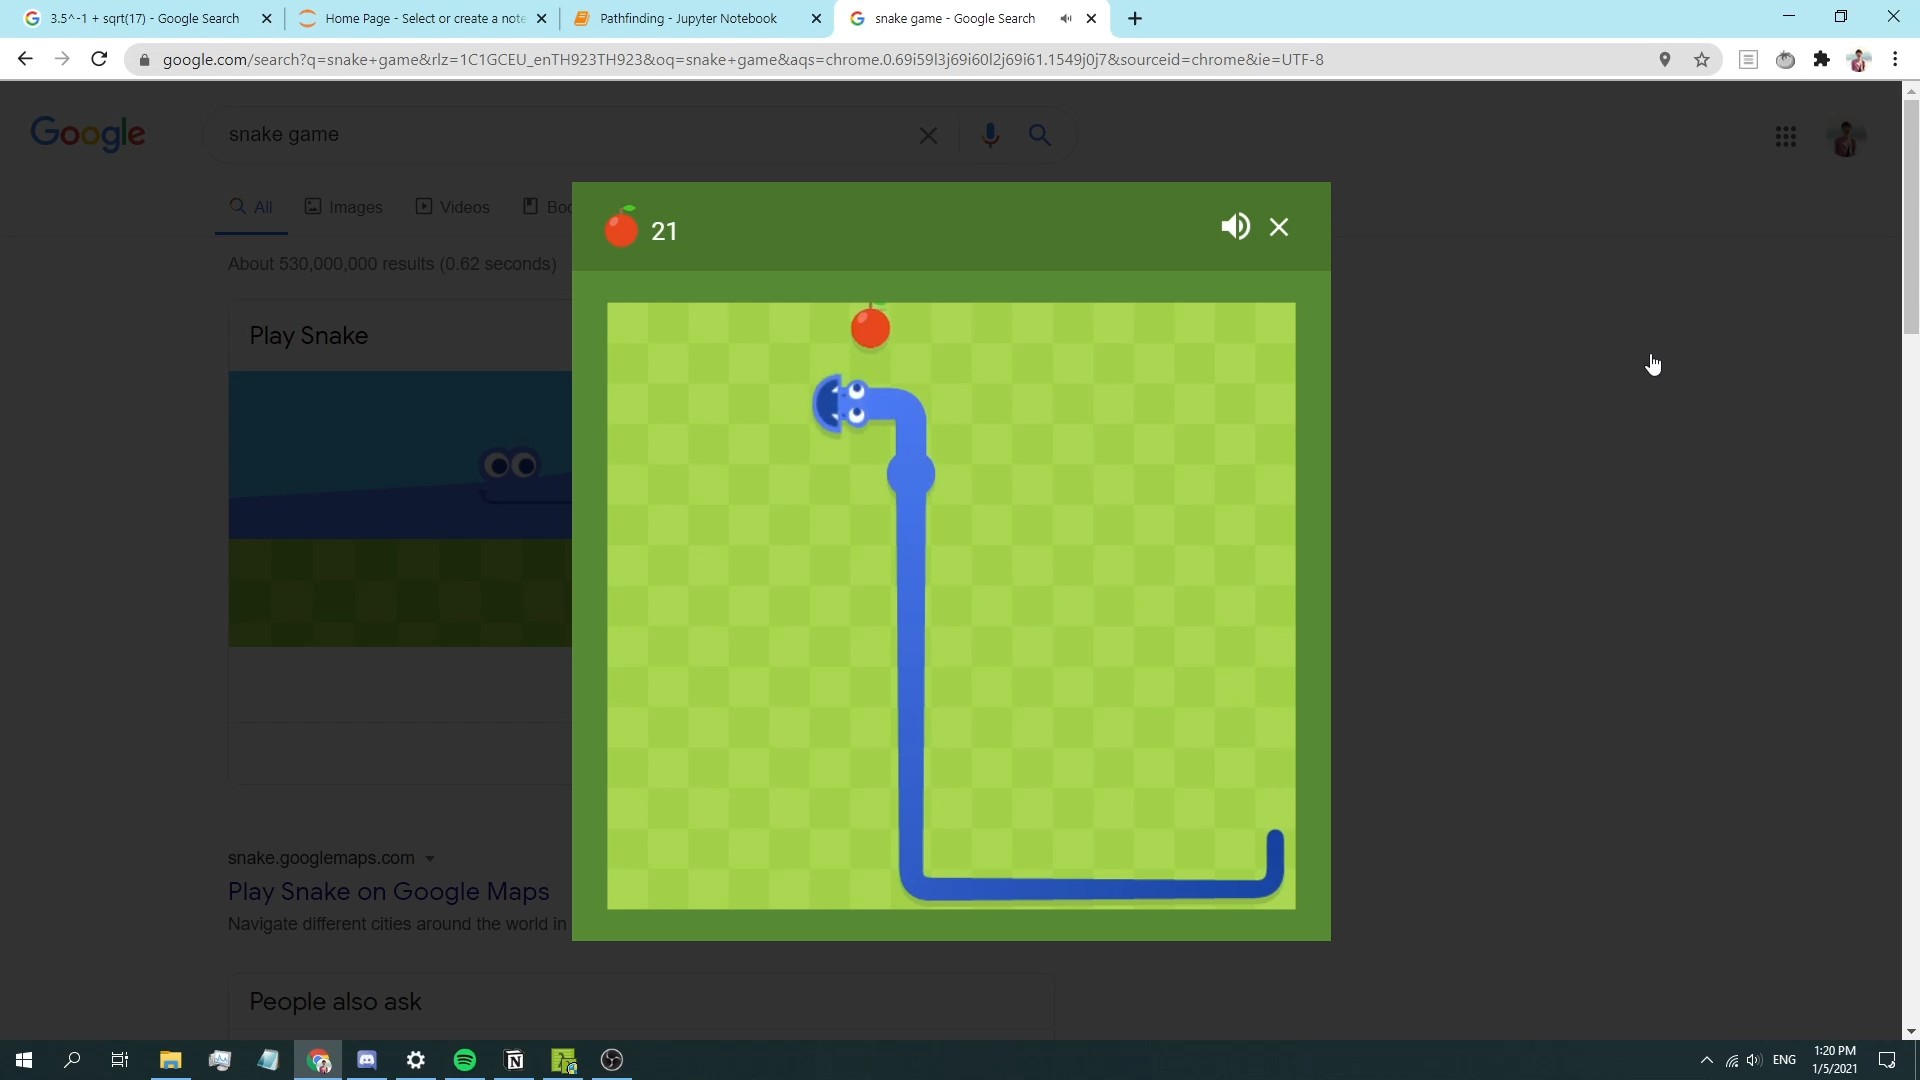 3.5^-1 + sqrt(17) - Google Search
Home Page - Select or create a note
Pathfinding - Jupyter Notebook
snake game - Google Search
google.com/search?q=snake+game&rlz=1C1GCEU_enTH923TH923&oq=snake+game&aqs=chrome.0.69i59l3j69i60l2j69i61.1549j0j7&sourceid=chrome&ie=UTF-8
Google
snake game
All
Images
Videos
Boo
About 530,000,000 results (0.62 seconds)
21
Play Snake
snake.googlemaps.com
Play Snake on Google Maps
Navigate different cities around the world in
People also ask
ENG
1:20 PM
1/5/2021